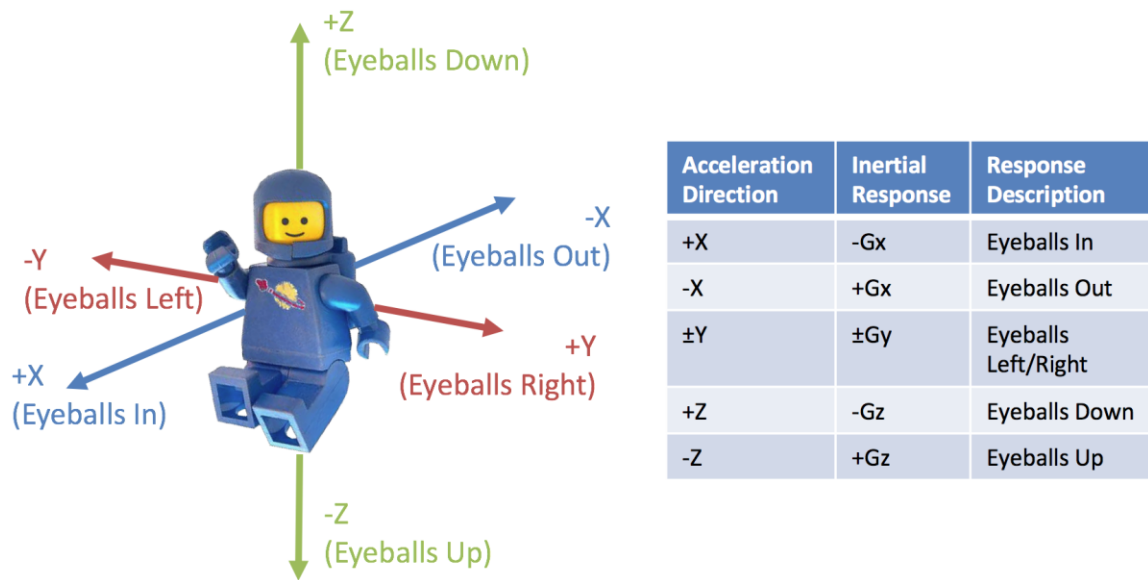 +Z
(Eyeballs Down)
-X
(Eyeballs Out)
-Y
(Eyeballs Left)
+X
(Eyeballs In)
+Y
(Eyeballs Right)
-Z
(Eyeballs Up)
Acceleration Direction | Inertial Response | Response Description
+X | -Gx | Eyeballs In
-X | +Gx | Eyeballs Out
±Y | ±Gy | Eyeballs Left/Right
+Z | -Gz | Eyeballs Down
-Z | +Gz | Eyeballs Up